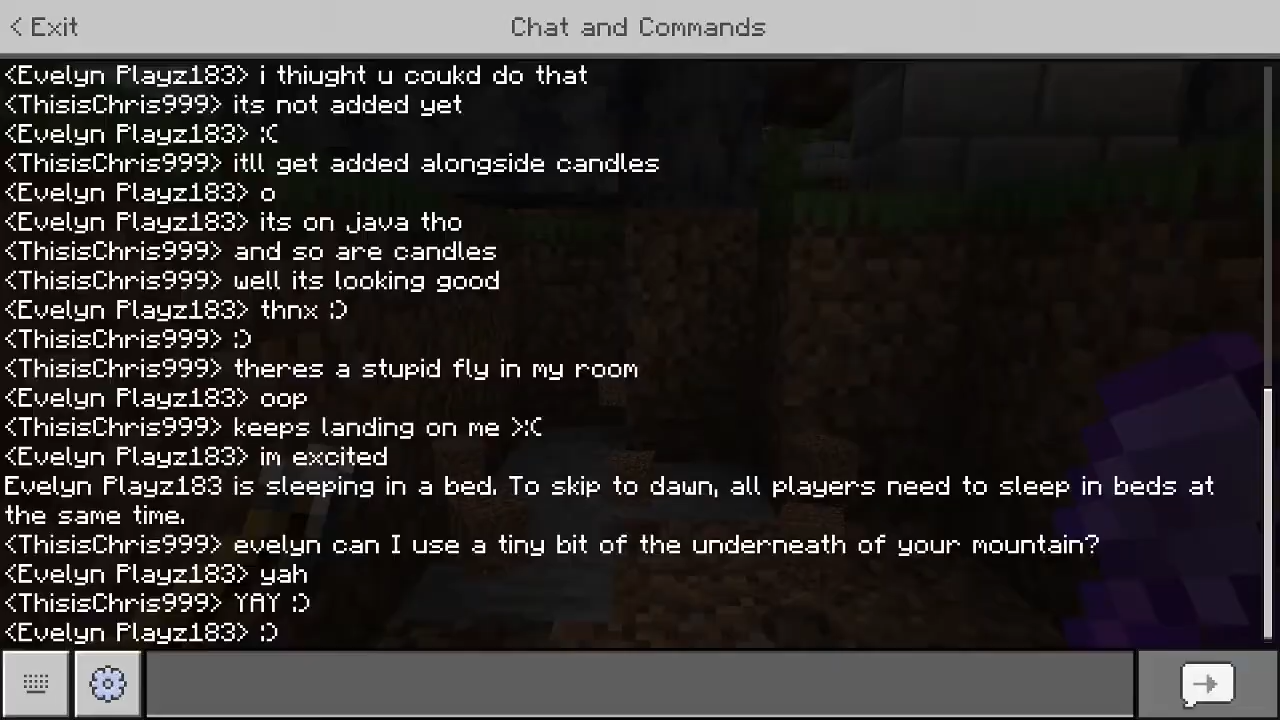 < Exit
Chat and Commands
<Evelyn Playz183> i thiught u coukd do that
<ThisisChris999> its not added yet
<Evelyn Playz183> :(
<ThisisChris999> itll get added alongside candles
<Evelyn Playz183> o
<Evelyn Playz183> its on java tho
<ThisisChris999> and so are candles
<ThisisChris999> well its looking good
<Evelyn Playz183> thnx :)
<ThisisChris999> :)
<ThisisChris999> theres a stupid fly in my room
<Evelyn Playz183> oop
<ThisisChris999> keeps landing on me >:(
<Evelyn Playz183> im excited
Evelyn Playz183 is sleeping in a bed. To skip to dawn, all players need to sleep in beds at
the same time.
<ThisisChris999> evelyn can I use a tiny bit of the underneath of your mountain?
<Evelyn Playz183> yah
<ThisisChris999> YAY :)
<Evelyn Playz183> :)